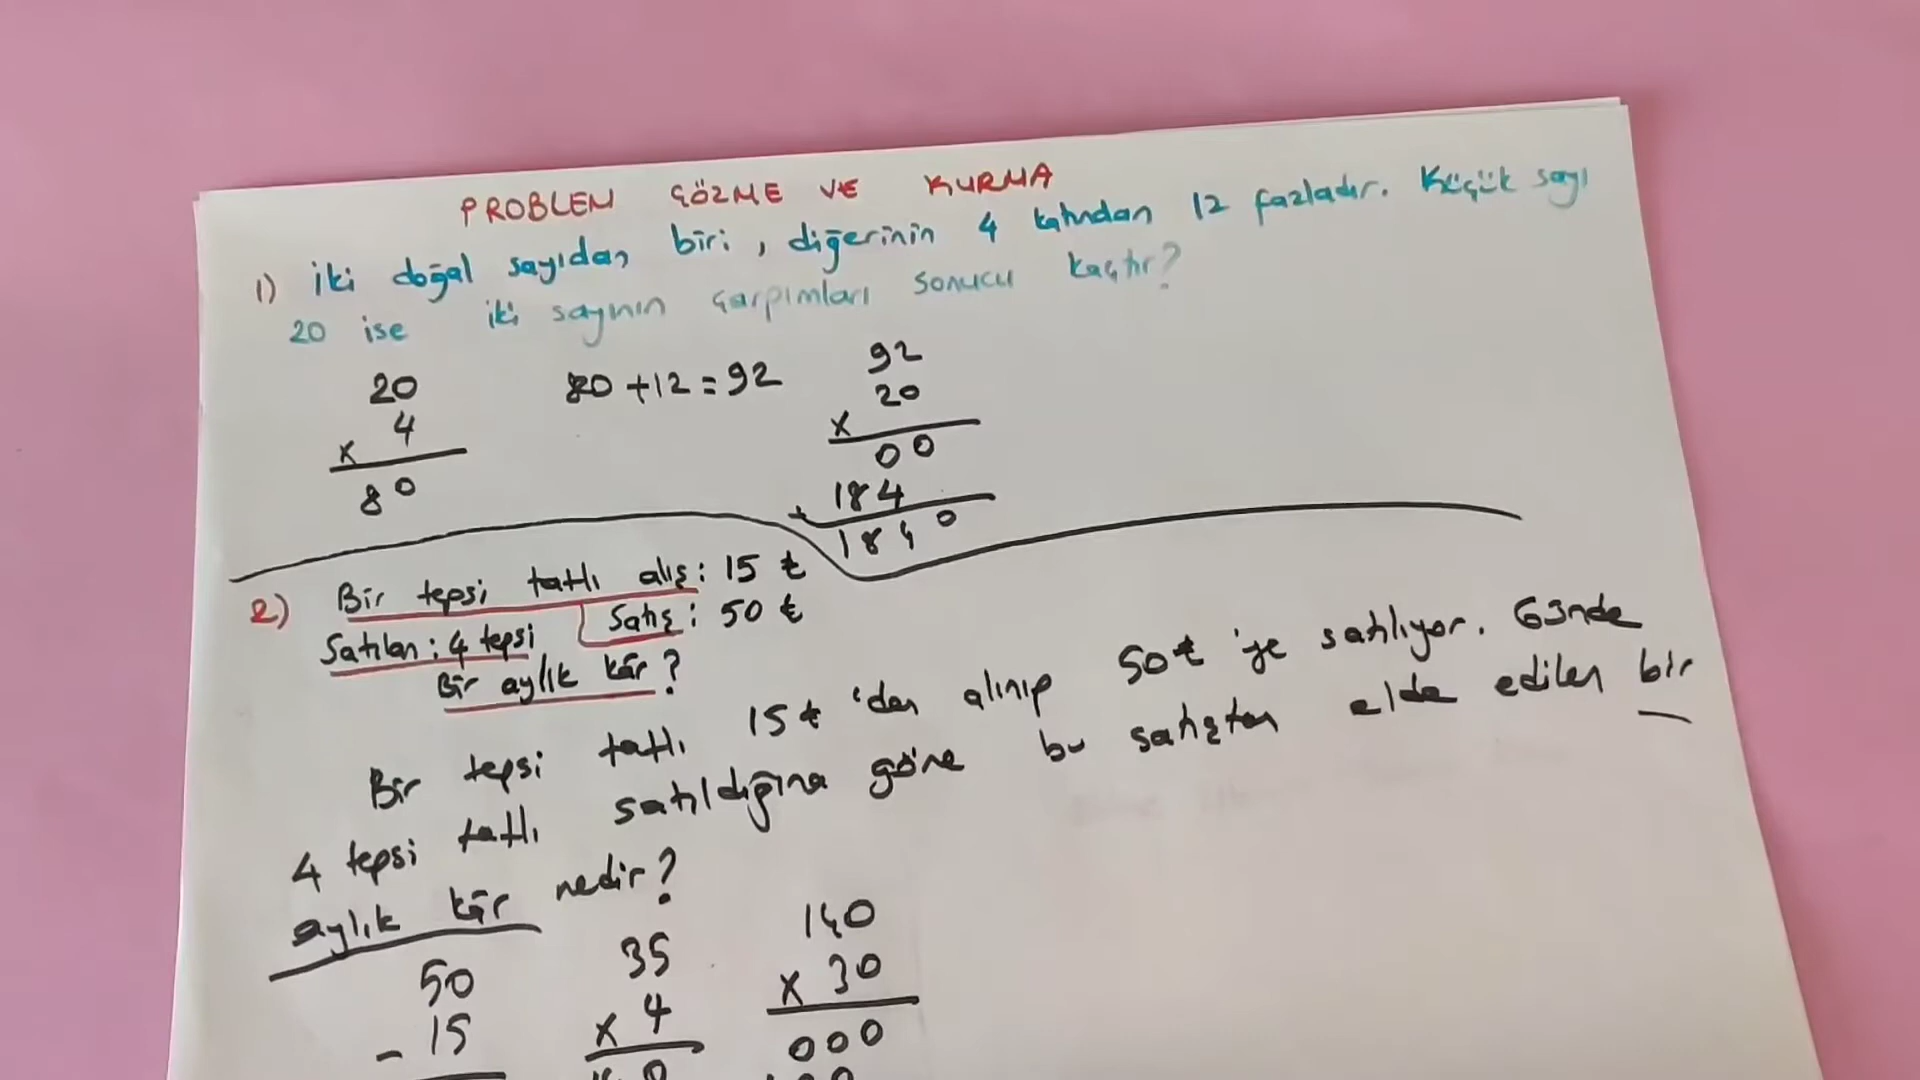 PROBLEM ÇÖZME VE KURMA
1) İki doğal sayıdan biri, diğerinin 4 katından 12 fazladır. Küçük sayı
20 ise iki sayının çarpımları sonucu kaçtır?
20
x 4
80
80 + 12 = 92
92
20
x
00
184
+
1840
2) Bir tepsi tatlı alış: 15 ₺
Satış: 50 ₺
Satılan: 4 tepsi
Bir aylık kâr?
Bir tepsi tatlı 15₺'den alınıp 50₺'ye satılıyor. Günde
4 tepsi tatlı satıldığına göre bu satıştan elde edilen bir
aylık kâr nedir?
50
- 15
35
x 4
140
x 30
000